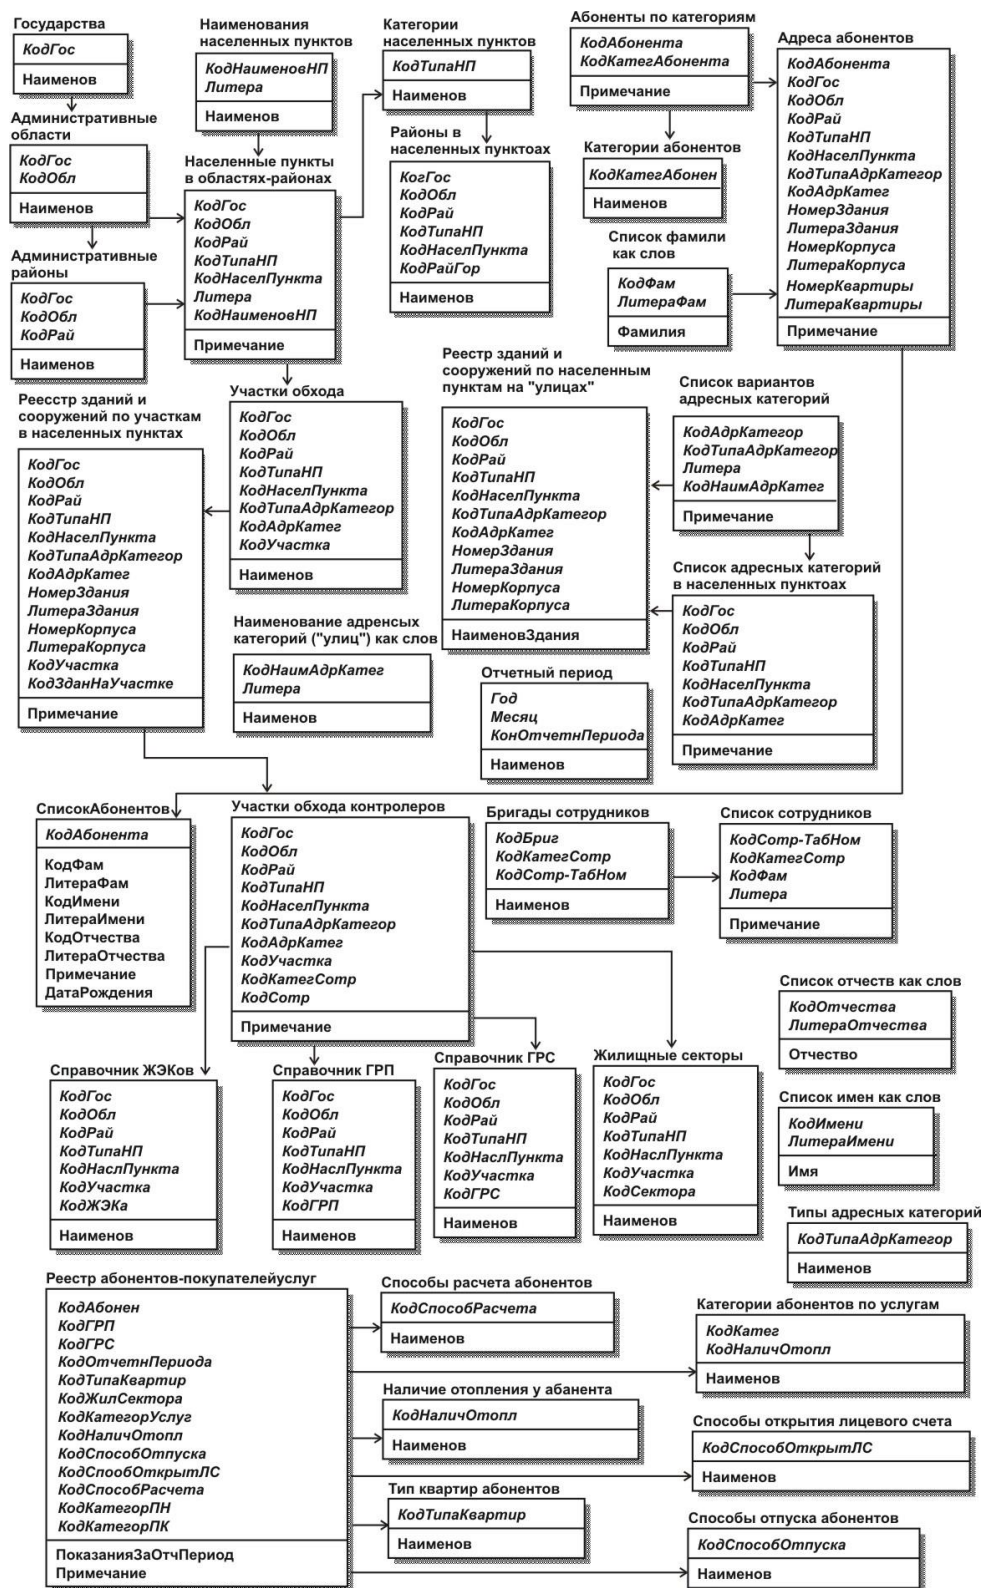 Государства
КодГос
Наименов
Наименования
населенных пунктов
КодНаименовНП
Литера
Наименов
Категории
населенных пунктов
КодТипаНП
Наименов
Абоненты по категориям
КодАбонента
КодКатегАбонента
Примечание
Адреса абонентов
КодАбонента
КодГос
КодОбл
КодРай
КодТипаНП
КодНаселПункта
КодТипаАдрКатегор
КодАдрКатег
НомерЗдания
ЛитераЗдания
НомерКорпуса
ЛитераКорпуса
НомерКвартиры
ЛитераКвартиры
Примечание
Административные
области
КодГос
КодОбл
Наименов
Населенные пункты
в областях-районах
КодГос
КодОбл
КодРай
КодТипаНП
КодНаселПункта
Литера
КодНаименовНП
Примечание
Районы в
населенных пунктоах
КогГос
КодОбл
КодРай
КодТипаНП
КодНаселПункта
КодРайГор
Наименов
Категории абонентов
КодКатегАбонен
Наименов
Список фамили
как слов
КодФам
ЛитераФам
Фамилия
Административные
районы
КодГос
КодОбл
КодРай
Наименов
Реесстр зданий и
сооружений по участкам
в населенных пунктах
КодГос
КодОбл
КодРай
КодТипаНП
КодНаселПункта
КодТипаАдрКатегор
КодАдрКатег
НомерЗдания
ЛитераЗдания
НомерКорпуса
ЛитераКорпуса
КодУчастка
КодЗданНаУчастке
Примечание
Участки обхода
КодГос
КодОбл
КодРай
КодТипаНП
КодНаселПункта
КодТипаАдрКатегор
КодАдрКатег
КодУчастка
Наименов
Реестр зданий и
сооружений по населенным
пунктам на "улицах"
КодГос
КодОбл
КодРай
КодТипаНП
КодНаселПункта
КодТипаАдрКатегор
КодАдрКатег
НомерЗдания
ЛитераЗдания
НомерКорпуса
ЛитераКорпуса
НаименовЗдания
Список вариантов
адресных категорий
КодАдрКатегор
КодТипаАдрКатегор
Литера
КодНаимАдрКатег
Примечание
Список адресных категорий
в населенных пунктоах
КодГос
КодОбл
КодРай
КодТипаНП
КодНаселПункта
КодТипаАдрКатегор
КодАдрКатег
Примечание
Наименование адренсых
категорий ("улиц") как слов
КодНаимАдрКатег
Литера
Наименов
Отчетный период
Год
Месяц
КонОтчетнПериода
Наименов
СписокАбонентов
КодАбонента
КодФам
ЛитераФам
КодИмени
ЛитераИмени
КодОтчества
ЛитераОтчества
Примечание
ДатаРождения
Участки обхода контролеров
КодГос
КодОбл
КодРай
КодТипаНП
КодНаселПункта
КодТипаАдрКатегор
КодАдрКатег
КодУчастка
КодКатегСотр
КодСотр
Примечание
Бригады сотрудников
КодБриг
КодКатегСотр
КодСотр-ТабНом
Наименов
Список сотрудников
КодСотр-ТабНом
КодКатегСотр
КодФам
Литера
Примечание
Список отчеств как слов
КодОтчества
ЛитераОтчества
Отчество
Справочник ЖЭКов
КодГос
КодОбл
КодРай
КодТипаНП
КодНаслПункта
КодУчастка
КодЖЭКа
Наименов
Справочник ГРП
КодГос
КодОбл
КодРай
КодТипаНП
КодНаслПункта
КодУчастка
КодГРП
Наименов
Справочник ГРС
КодГос
КодОбл
КодРай
КодТипаНП
КодНаслПункта
КодУчастка
КодГРС
Наименов
Жилищные секторы
КодГос
КодОбл
КодРай
КодТипаНП
КодНаслПункта
КодУчастка
КодСектора
Наименов
Список имен как слов
КодИмени
ЛитераИмени
Имя
Типы адресных категорий
КодТипаАдрКатегор
Наименов
Реестр абонентов-покупателейуслуг
КодАбонен
КодГРП
КодГРС
КодОтчетнПериода
КодТипаКвартир
КодЖилСектора
КодКатегорУслуг
КодНаличОтопл
КодСпособОтпуска
КодСпообОткрытЛС
КодСпособРасчета
КодКатегорПН
КодКатегорПК
ПоказанияЗаОтчПериод
Примечание
Способы расчета абонентов
КодСпособРасчета
Наименов
Категории абонентов по услугам
КодКатег
КодНаличОтопл
Наименов
Наличие отопления у абанента
КодНаличОтопл
Наименов
Способы открытия лицевого счета
КодСпособОткрытЛС
Наименов
Тип квартир абонентов
КодТипаКвартир
Наименов
Способы отпуска абонентов
КодСпособОтпуска
Наименов